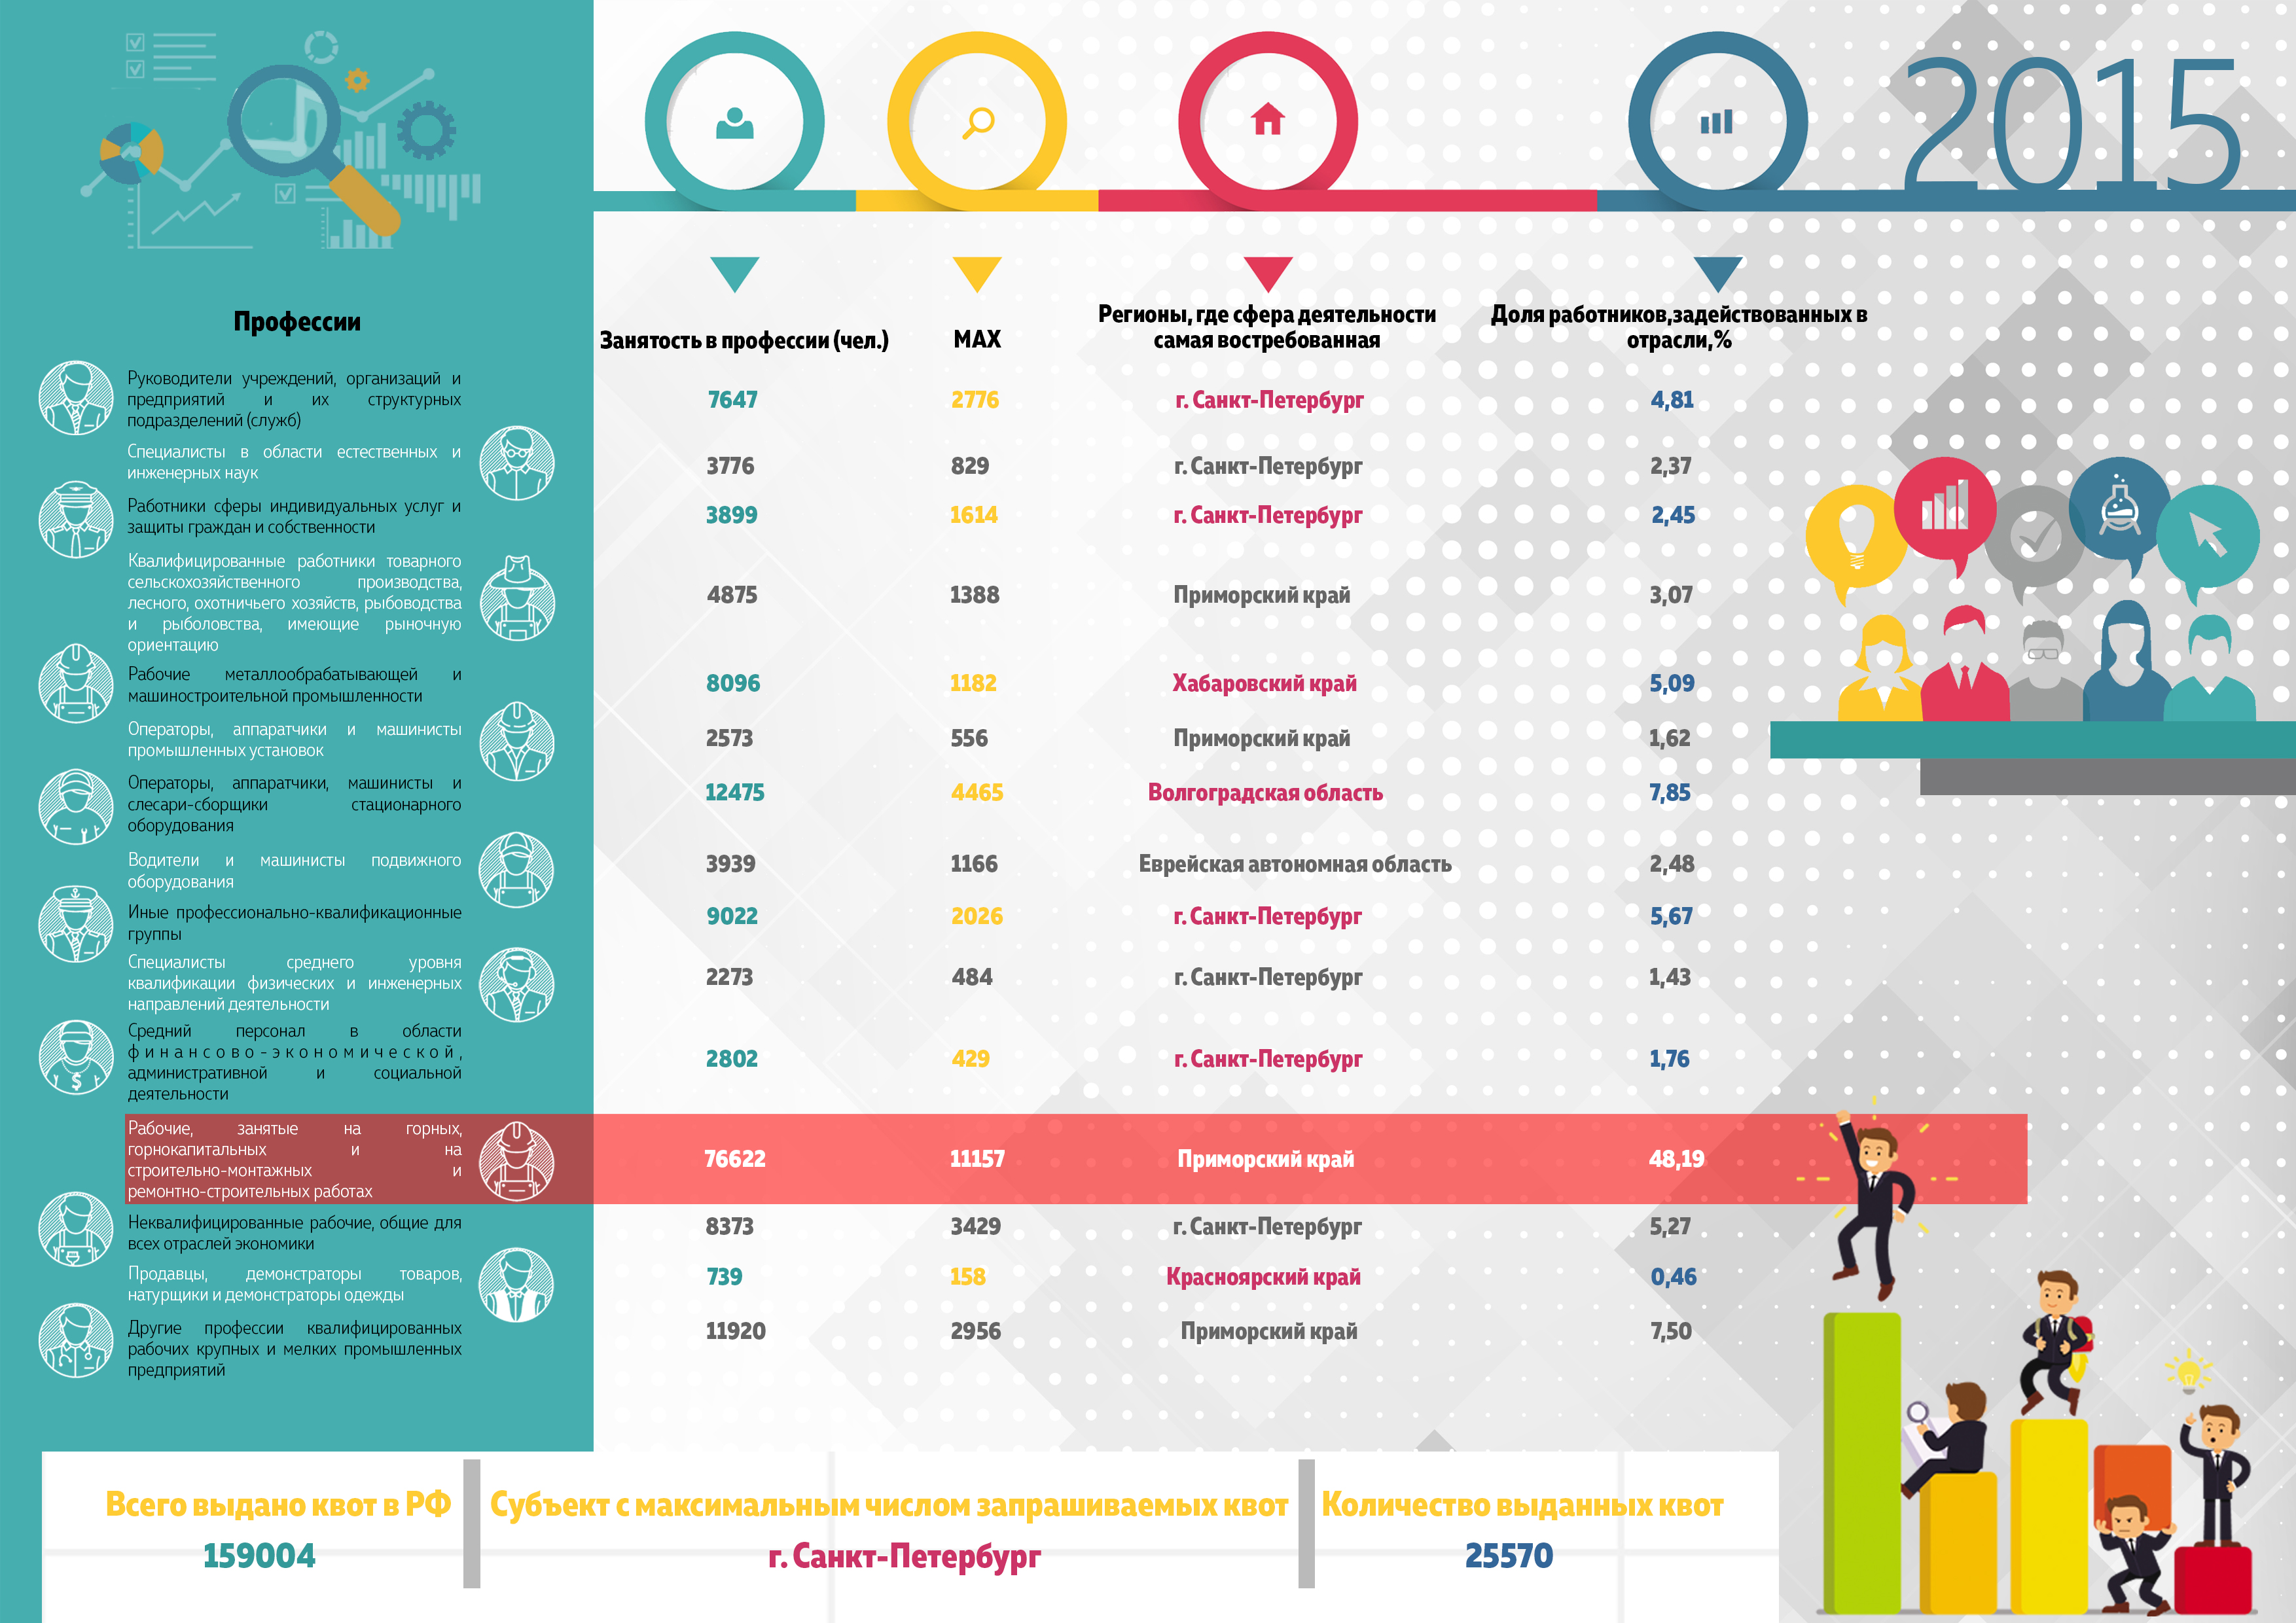 2015
Профессии
Занятость в профессии (чел.)
MAX
Регионы, где сфера деятельности
самая востребованная
Доля работников,задействованных в
отрасли,%
Руководители учреждений, организаций и
предприятий и их структурных
подразделений (служб)
7647 2776 г. Санкт-Петербург 4,81
Специалисты в области естественных и
инженерных наук
3776 829 г. Санкт-Петербург 2,37
Работники сферы индивидуальных услуг и
защиты граждан и собственности
3899 1614 г. Санкт-Петербург 2,45
Квалифицированные работники товарного
сельскохозяйственного производства,
лесного, охотничьего хозяйств, рыбоводства
и рыболовства, имеющие рыночную
ориентацию
4875 1388 Приморский край 3,07
Рабочие металлообрабатывающей и
машиностроительной промышленности
8096 1182 Хабаровский край 5,09
Операторы, аппаратчики и машинисты
промышленных установок
2573 556 Приморский край 1,62
Операторы, аппаратчики, машинисты и
слесари-сборщики стационарного
оборудования
12475 4465 Волгоградская область 7,85
Водители и машинисты подвижного
оборудования
3939 1166 Еврейская автономная область 2,48
Иные профессионально-квалификационные
группы
9022 2026 г. Санкт-Петербург 5,67
Специалисты среднего уровня
квалификации физических и инженерных
направлений деятельности
2273 484 г. Санкт-Петербург 1,43
Средний персонал в области
финансово-экономической,
административной и социальной
деятельности
2802 429 г. Санкт-Петербург 1,76
Рабочие, занятые на горных,
горнокапитальных и на
строительно-монтажных и
ремонтно-строительных работах
76622 11157 Приморский край 48,19
Неквалифицированные рабочие, общие для
всех отраслей экономики
8373 3429 г. Санкт-Петербург 5,27
Продавцы, демонстраторы товаров,
натурщики и демонстраторы одежды
739 158 Красноярский край 0,46
Другие профессии квалифицированных
рабочих крупных и мелких промышленных
предприятий
11920 2956 Приморский край 7,50
Всего выдано квот в РФ
159004
Субъект с максимальным числом запрашиваемых квот
г. Санкт-Петербург
Количество выданных квот
25570